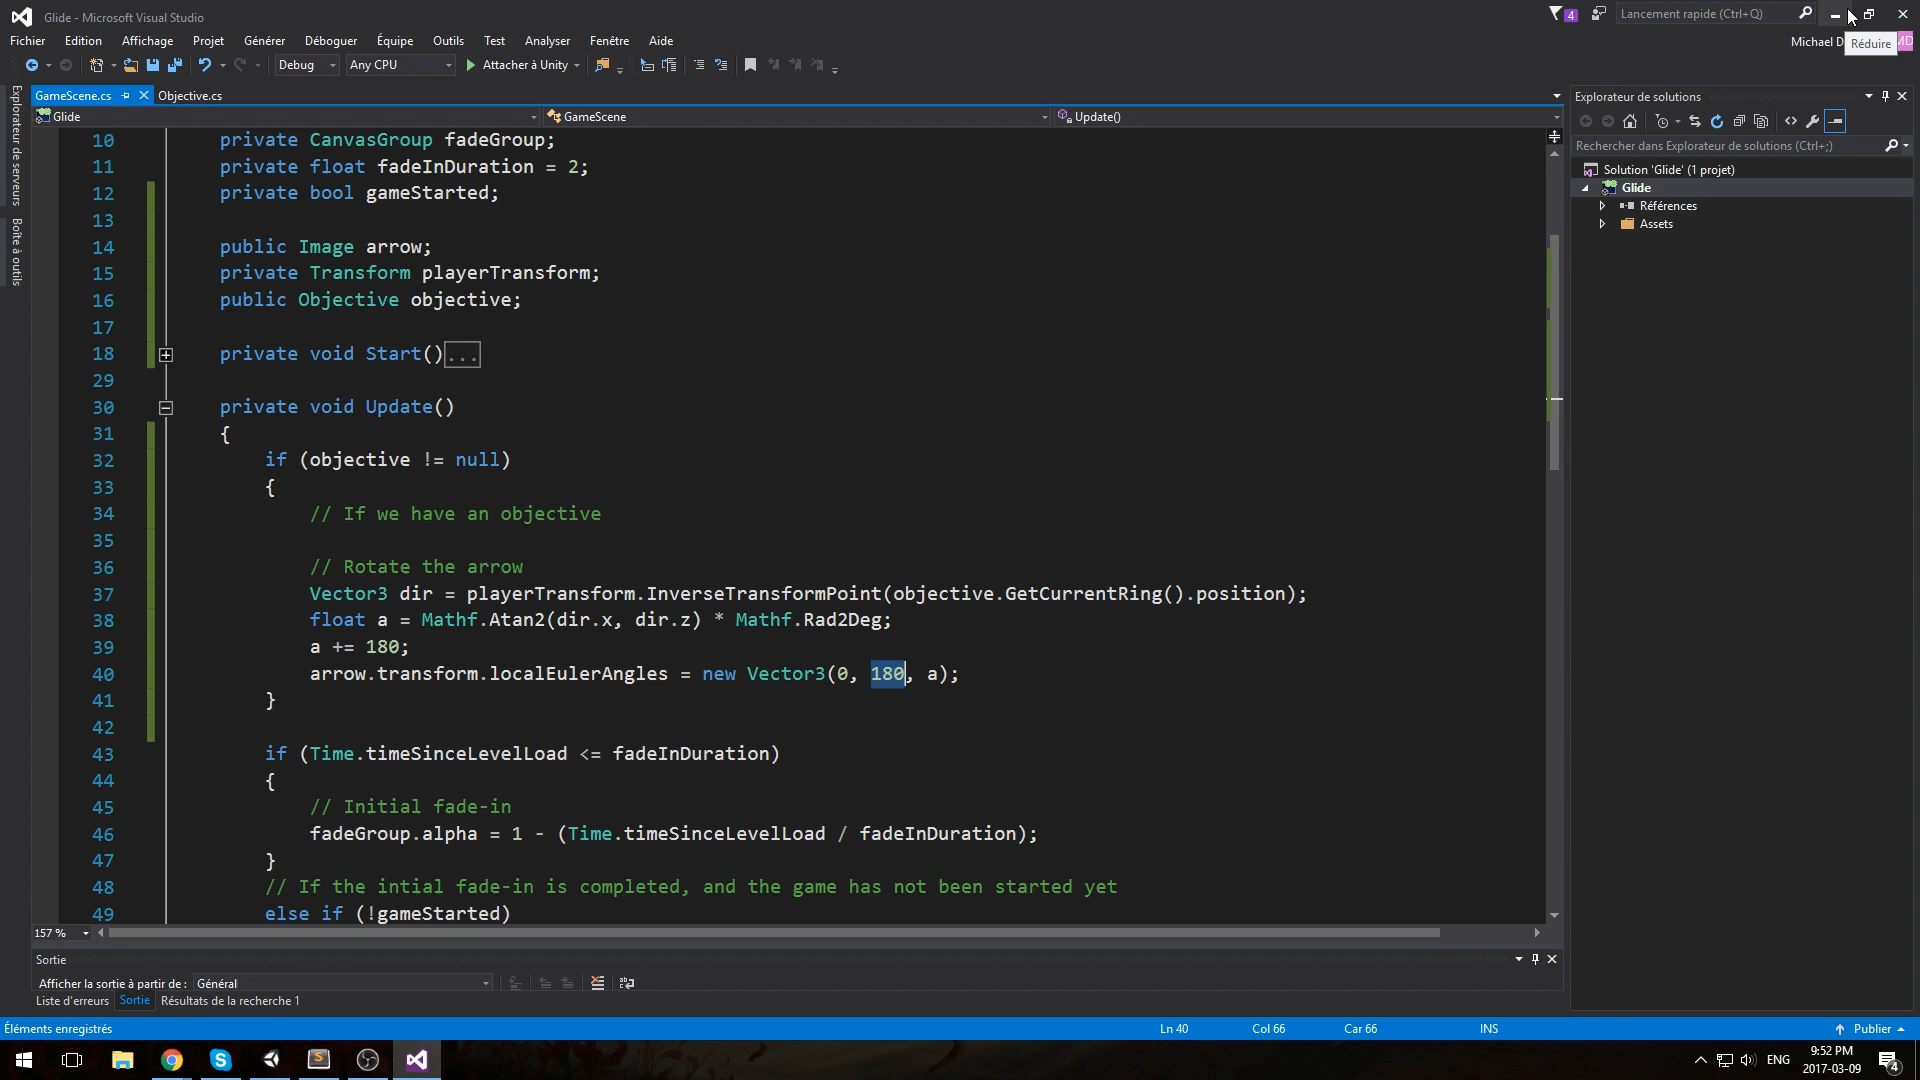 Glide - Microsoft Visual Studio
4
Lancement rapide (Ctrl+Q)
Fichier Edition Affichage Projet Générer Déboguer Équipe Outils Test Analyser Fenêtre Aide
Michael D
Réduire
Debug Any CPU Attacher à Unity
GameScene.cs Objective.cs
Glide GameScene Update()
Explorateur de serveurs
Boîte à outils
10 private CanvasGroup fadeGroup;
11 private float fadeInDuration = 2;
12 private bool gameStarted;
13
14 public Image arrow;
15 private Transform playerTransform;
16 public Objective objective;
17
18 private void Start()...
29
30 private void Update()
31 {
32 if (objective != null)
33 {
34 // If we have an objective
35
36 // Rotate the arrow
37 Vector3 dir = playerTransform.InverseTransformPoint(objective.GetCurrentRing().position);
38 float a = Mathf.Atan2(dir.x, dir.z) * Mathf.Rad2Deg;
39 a += 180;
40 arrow.transform.localEulerAngles = new Vector3(0, 180, a);
41 }
42
43 if (Time.timeSinceLevelLoad <= fadeInDuration)
44 {
45 // Initial fade-in
46 fadeGroup.alpha = 1 - (Time.timeSinceLevelLoad / fadeInDuration);
47 }
48 // If the intial fade-in is completed, and the game has not been started yet
49 else if (!gameStarted)
157 %
Explorateur de solutions
Rechercher dans Explorateur de solutions (Ctrl+;)
Solution 'Glide' (1 projet)
Glide
Références
Assets
Sortie
Afficher la sortie à partir de : Général
Liste d'erreurs Sortie Résultats de la recherche 1
Éléments enregistrés Ln 40 Col 66 Car 66 INS Publier
ENG
9:52 PM
2017-03-09
4